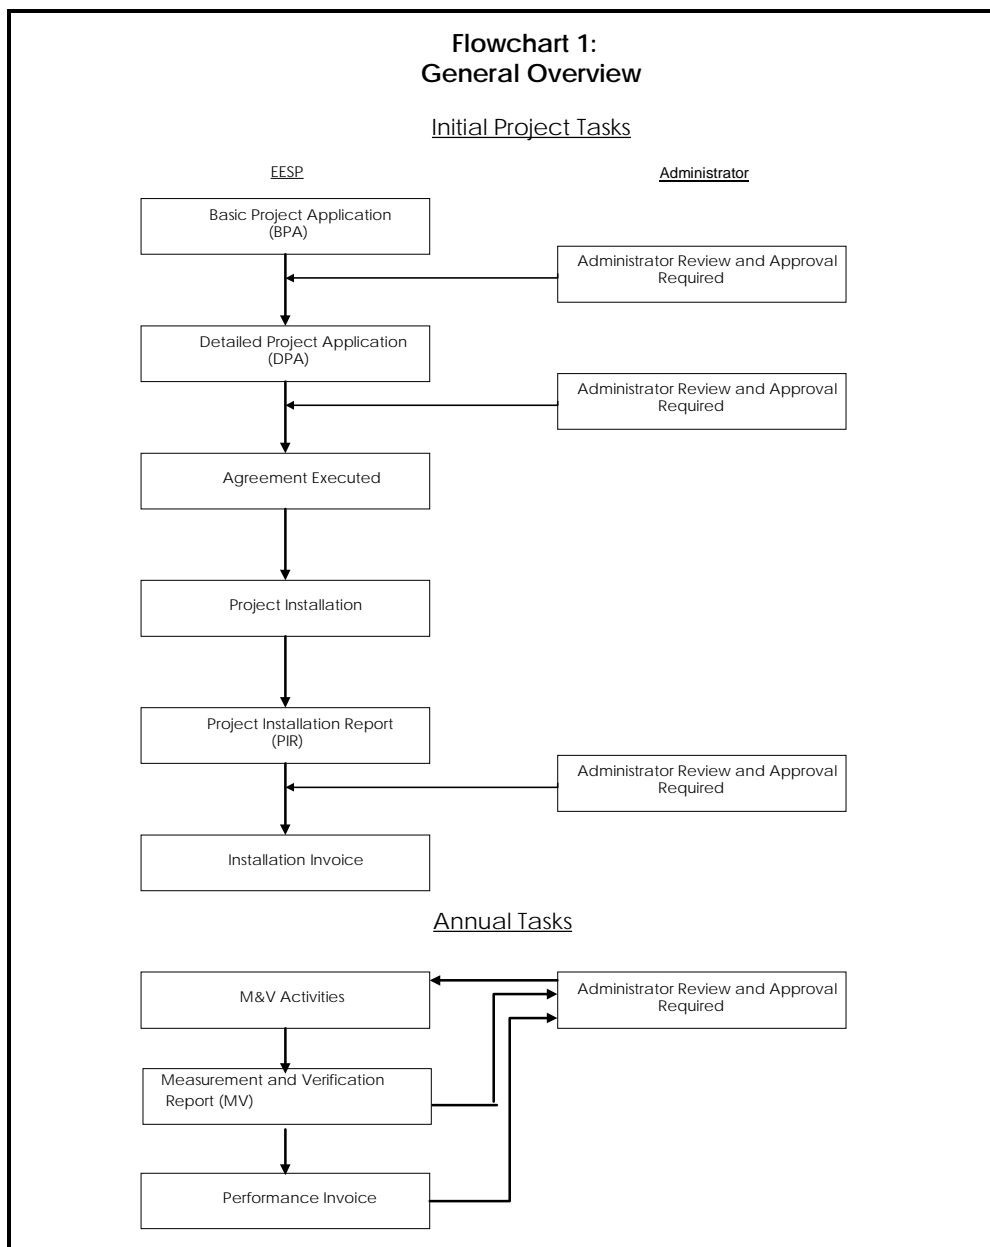 Flowchart 1:
General Overview
Initial Project Tasks
EESP
Administrator
Basic Project Application
(BPA)
Administrator Review and Approval
Required
Detailed Project Application
(DPA)
Administrator Review and Approval
Required
Agreement Executed
Project Installation
Project Installation Report
(PIR)
Administrator Review and Approval
Required
Installation Invoice
Annual Tasks
M&V Activities
Administrator Review and Approval
Required
Measurement and Verification
Report (MV)
Performance Invoice